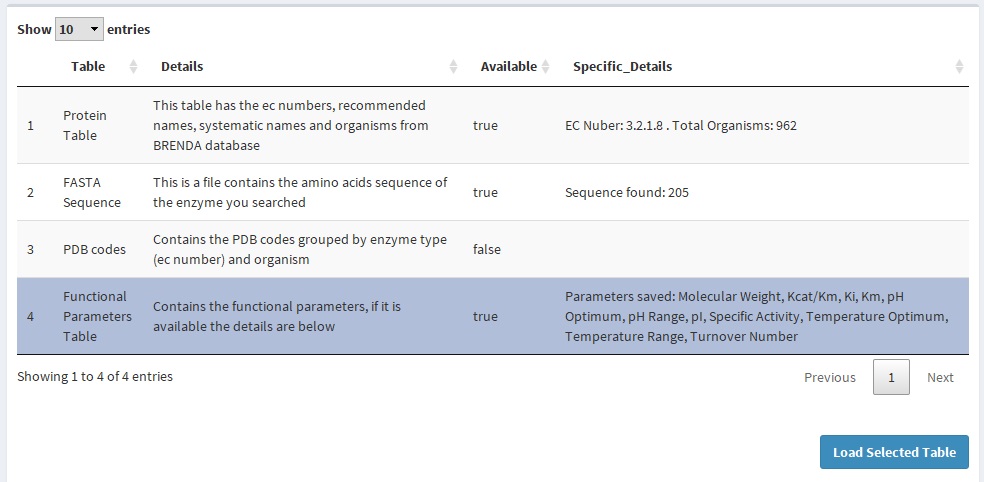 Show 10 entries
Table Details Available Specific_Details
1 Protein Table This table has the ec numbers, recommended names, systematic names and organisms from BRENDA database true EC Nuber: 3.2.1.8 . Total Organisms: 962
2 FASTA Sequence This is a file contains the amino acids sequence of the enzyme you searched true Sequence found: 205
3 PDB codes Contains the PDB codes grouped by enzyme type (ec number) and organism false
4 Functional Parameters Table Contains the functional parameters, if it is available the details are below true Parameters saved: Molecular Weight, Kcat/Km, Ki, Km, pH Optimum, pH Range, pI, Specific Activity, Temperature Optimum, Temperature Range, Turnover Number
Showing 1 to 4 of 4 entries
Previous 1 Next
Load Selected Table